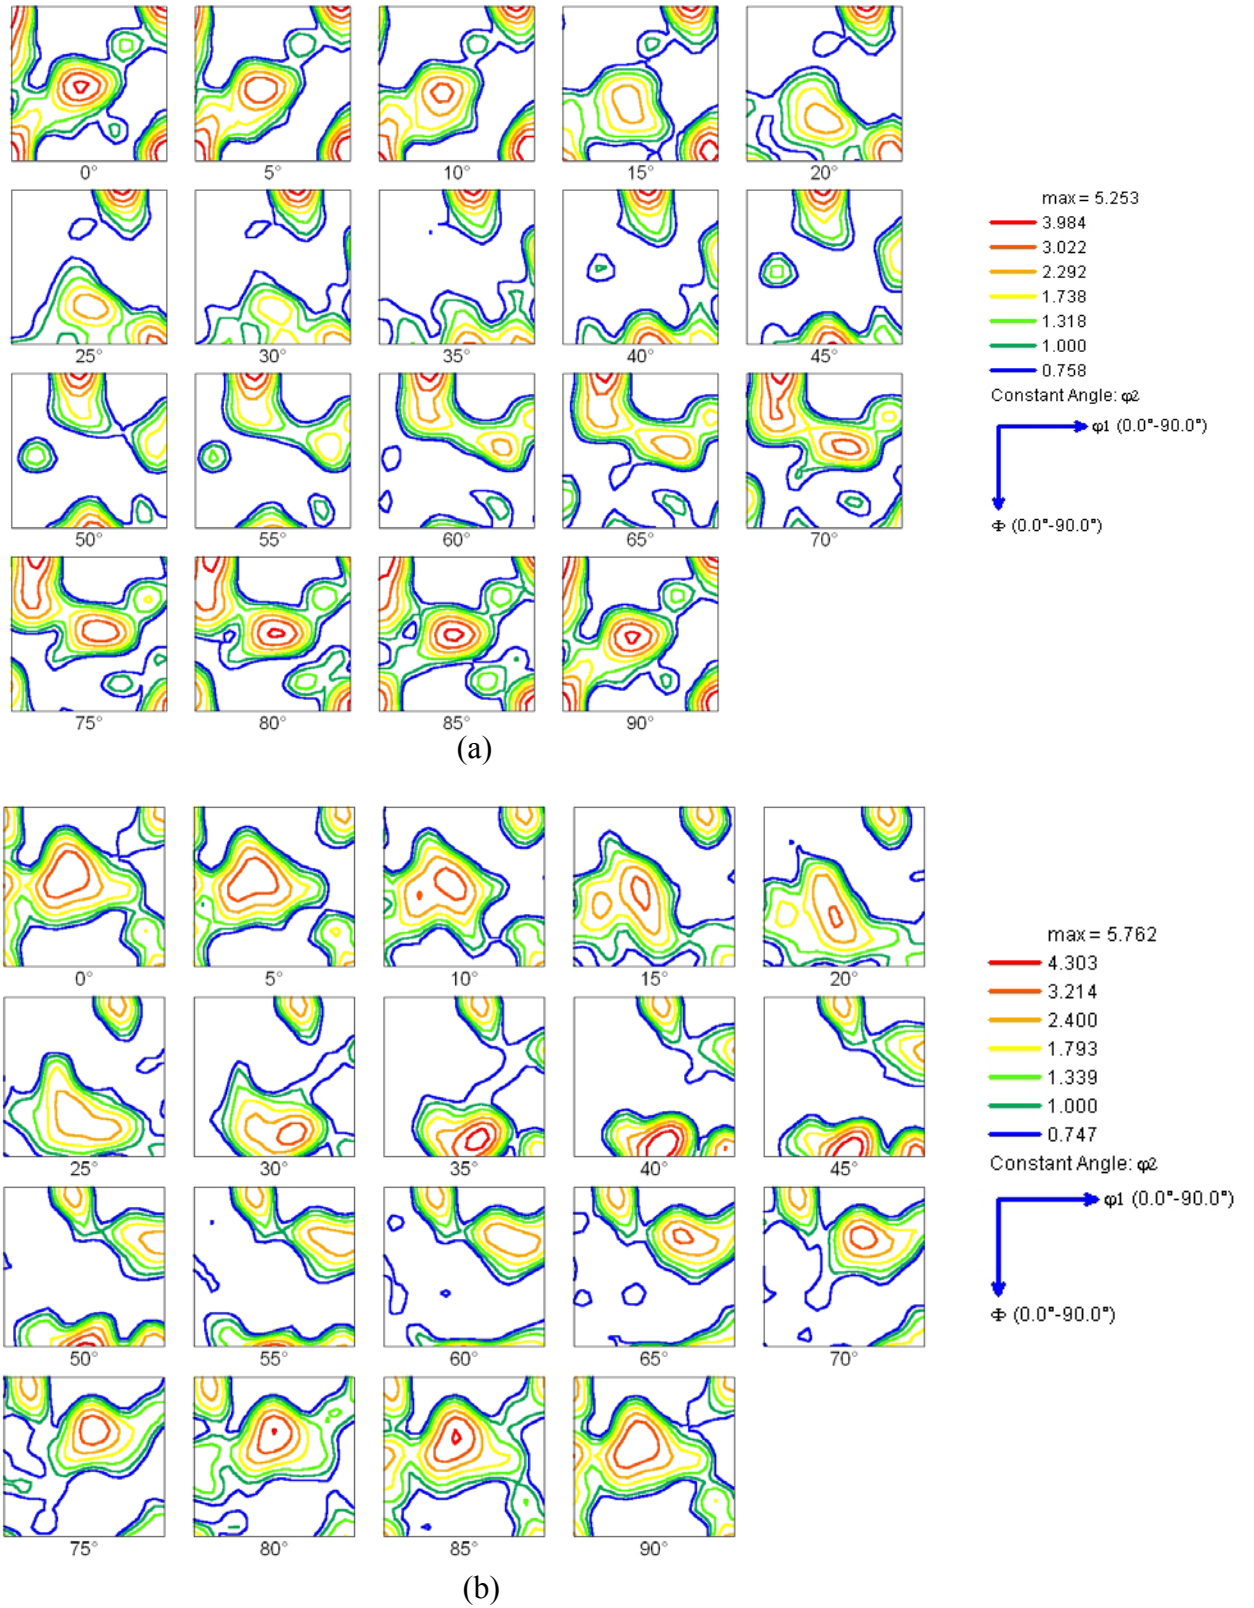 0° 5° 10° 15° 20°
25° 30° 35° 40° 45°
50° 55° 60° 65° 70°
75° 80° 85° 90°
max = 5.253
3.984
3.022
2.292
1.738
1.318
1.000
0.758
Constant Angle: φ2
φ1 (0.0°-90.0°)
Φ (0.0°-90.0°)
(a)
0° 5° 10° 15° 20°
25° 30° 35° 40° 45°
50° 55° 60° 65° 70°
75° 80° 85° 90°
max = 5.762
4.303
3.214
2.400
1.793
1.339
1.000
0.747
Constant Angle: φ2
φ1 (0.0°-90.0°)
Φ (0.0°-90.0°)
(b)